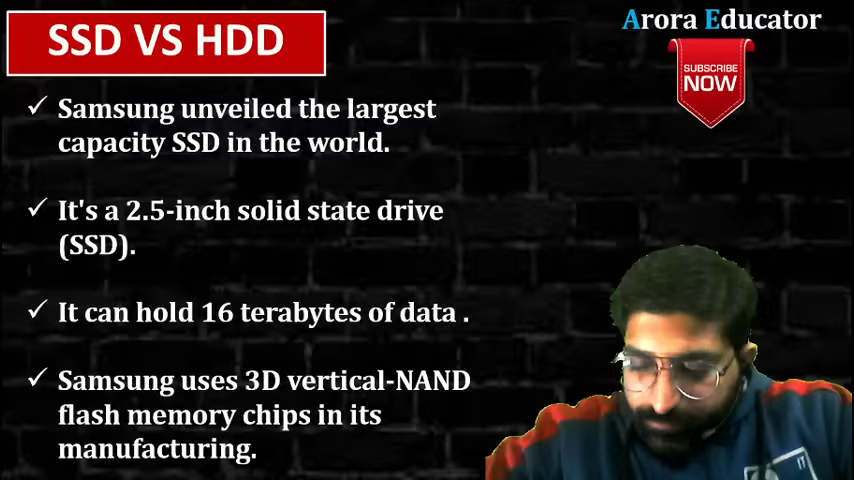 SSD VS HDD
Arora Educator
SUBSCRIBE
NOW
✓ Samsung unveiled the largest
capacity SSD in the world.
✓ It's a 2.5-inch solid state drive
(SSD).
✓ It can hold 16 terabytes of data .
✓ Samsung uses 3D vertical-NAND
flash memory chips in its
manufacturing.
IT